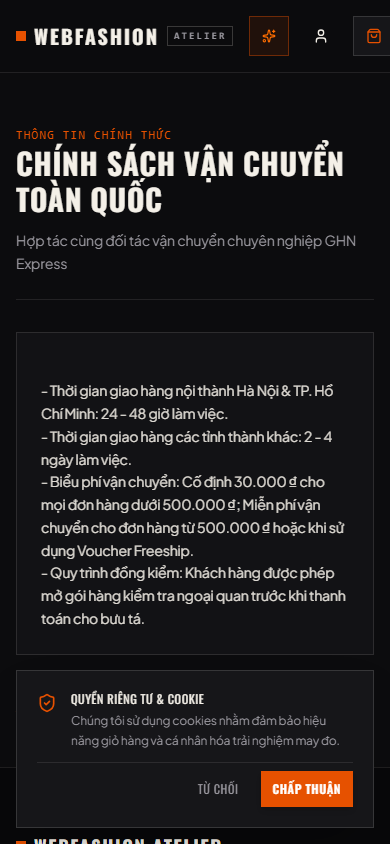 WEBFASHION ATELIER
THÔNG TIN CHÍNH THỨC
CHÍNH SÁCH VẬN CHUYỂN
TOÀN QUỐC
Hợp tác cùng đối tác vận chuyển chuyên nghiệp GHN
Express
- Thời gian giao hàng nội thành Hà Nội & TP. Hồ
Chí Minh: 24 - 48 giờ làm việc.
- Thời gian giao hàng các tỉnh thành khác: 2 - 4
ngày làm việc.
- Biểu phí vận chuyển: Cố định 30.000 ₫ cho
mọi đơn hàng dưới 500.000 ₫; Miễn phí vận
chuyển cho đơn hàng từ 500.000 ₫ hoặc khi sử
dụng Voucher Freeship.
- Quy trình đồng kiểm: Khách hàng được phép
mở gói hàng kiểm tra ngoại quan trước khi thanh
toán cho bưu tá.
QUYỀN RIÊNG TƯ & COOKIE
Chúng tôi sử dụng cookies nhằm đảm bảo hiệu
năng giỏ hàng và cá nhân hóa trải nghiệm may đo.
TỪ CHỐI
CHẤP THUẬN
WEBFASHION ATELIER